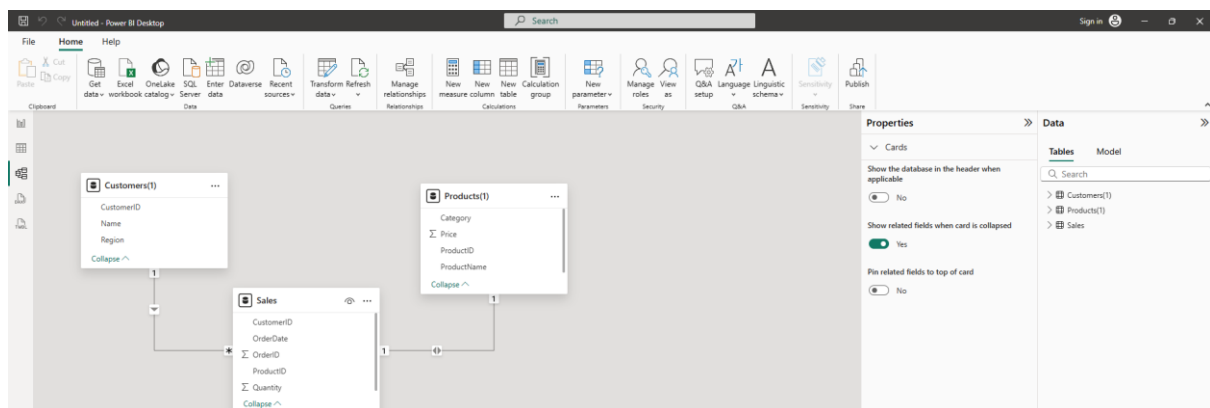 Untitled - Power BI Desktop
Search
Sign in
File Home Help
Paste
Cut
Copy
Clipboard
Get data
Excel workbook
OneLake catalog
SQL Server
Enter data
Dataverse
Recent sources
Data
Transform data
Refresh
Queries
Manage relationships
Relationships
New measure
New column
New table
Calculation group
Calculations
New parameter
Parameters
Manage roles
View as
Security
Q&A setup
Language
Linguistic schema
Q&A
Sensitivity
Sensitivity
Publish
Share
Customers(1)
CustomerID
Name
Region
Collapse
1
Products(1)
Category
Σ Price
ProductID
ProductName
Collapse
1
Sales
CustomerID
OrderDate
Σ OrderID
ProductID
Σ Quantity
Collapse
*
1
Properties
Cards
Show the database in the header when
applicable
No
Show related fields when card is collapsed
Yes
Pin related fields to top of card
No
Data
Tables Model
Search
Customers(1)
Products(1)
Sales